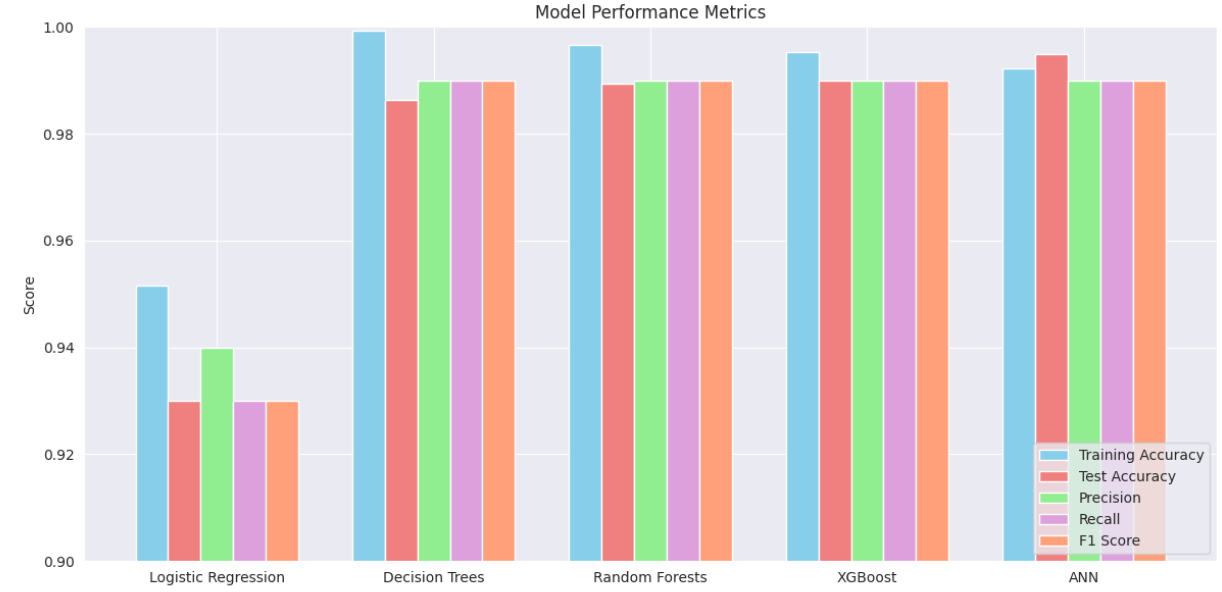 Model Performance Metrics
1.00
0.98
0.96
0.94
0.92
0.90
Score
Training Accuracy
Test Accuracy
Precision
Recall
F1 Score
Logistic Regression
Decision Trees
Random Forests
XGBoost
ANN